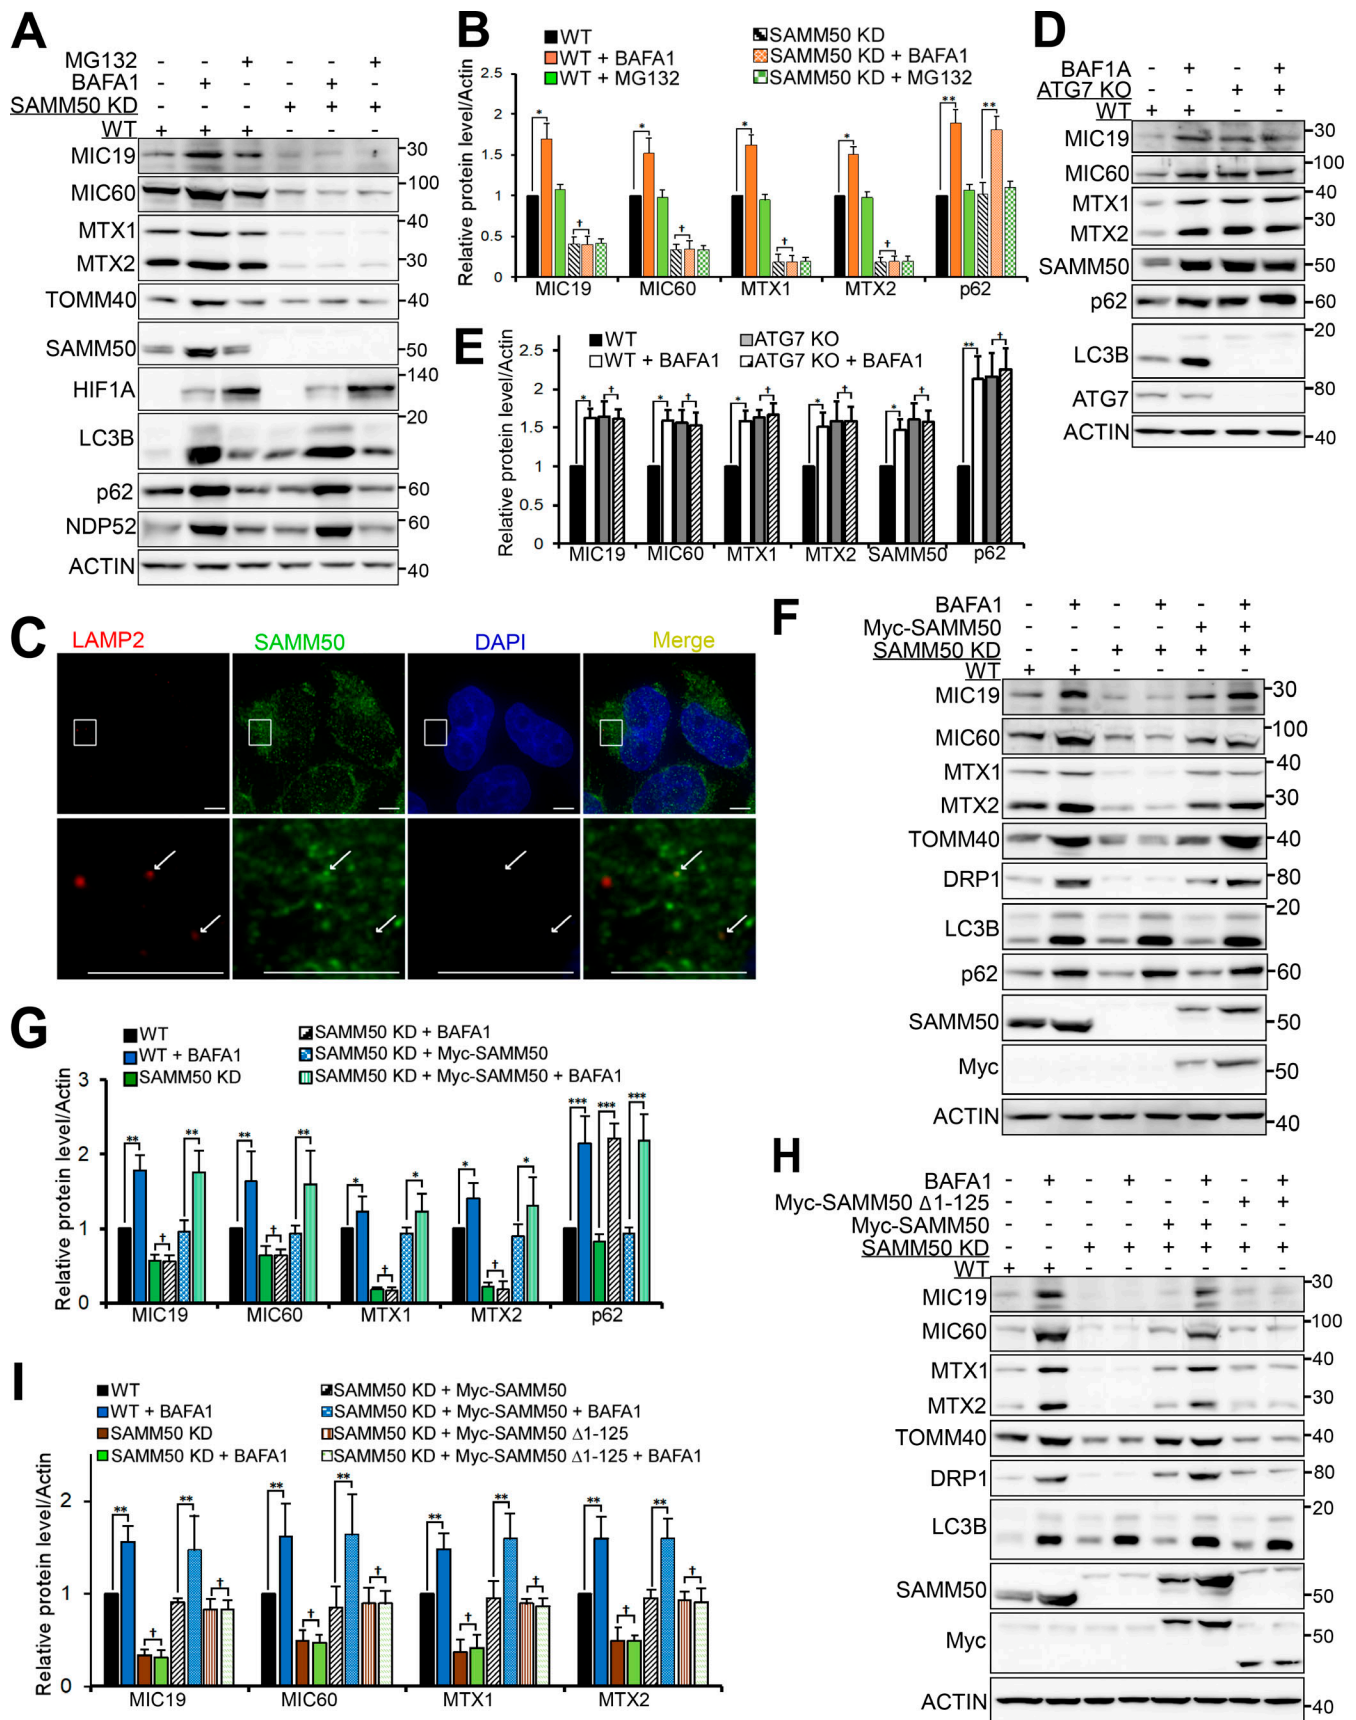 A
MG132 - - + - - +
BAFA1 - + - - + -
SAMM50 KD - - - + + +
WT + + + - - -
MIC19 30
MIC60 100
MTX1 40
MTX2 30
TOMM40 40
SAMM50 50
HIF1A 140
LC3B 20
p62 60
NDP52 60
ACTIN 40
B
WT
WT + BAFA1
WT + MG132
SAMM50 KD
SAMM50 KD + BAFA1
SAMM50 KD + MG132
Relative protein level/Actin
2.5
2
1.5
1
0.5
0
* * * * ** **
† † † †
MIC19 MIC60 MTX1 MTX2 p62
D
BAF1A - + - +
ATG7 KO - - + +
WT + + - -
MIC19 30
MIC60 100
MTX1 40
30
MTX2
SAMM50 50
p62 60
LC3B 20
ATG7 80
ACTIN 40
E
WT
WT + BAFA1
ATG7 KO
ATG7 KO + BAFA1
Relative protein level/Actin
2.5
2
1.5
1
0.5
0
* † * † * † * † * † ** †
MIC19 MIC60 MTX1 MTX2 SAMM50 p62
C
LAMP2 SAMM50 DAPI Merge
F
BAFA1 - + - + - +
Myc-SAMM50 - - - - + +
SAMM50 KD - - + + + +
WT + + - - - -
MIC19 30
MIC60 100
MTX1 40
MTX2 30
TOMM40 40
DRP1 80
LC3B 20
p62 60
SAMM50 50
Myc 50
ACTIN 40
G
WT
WT + BAFA1
SAMM50 KD
SAMM50 KD + BAFA1
SAMM50 KD + Myc-SAMM50
SAMM50 KD + Myc-SAMM50 + BAFA1
Relative protein level/Actin
3
2
1
0
** † ** ** † ** * † * * † * *** *** ***
MIC19 MIC60 MTX1 MTX2 p62
H
BAFA1 - + - + - + - +
Myc-SAMM50 Δ1-125 - - - - - - + +
Myc-SAMM50 - - - - + + - -
SAMM50 KD - - + + + + + +
WT + + - - - - - -
MIC19 30
MIC60 100
MTX1 40
MTX2 30
TOMM40 40
DRP1 80
LC3B 20
SAMM50 50
Myc 50
ACTIN 40
I
WT
WT + BAFA1
SAMM50 KD
SAMM50 KD + BAFA1
SAMM50 KD + Myc-SAMM50
SAMM50 KD + Myc-SAMM50 + BAFA1
SAMM50 KD + Myc-SAMM50 Δ1-125
SAMM50 KD + Myc-SAMM50 Δ1-125 + BAFA1
Relative protein level/Actin
2
1
0
** † ** † ** † ** † ** † ** † ** † ** †
MIC19 MIC60 MTX1 MTX2